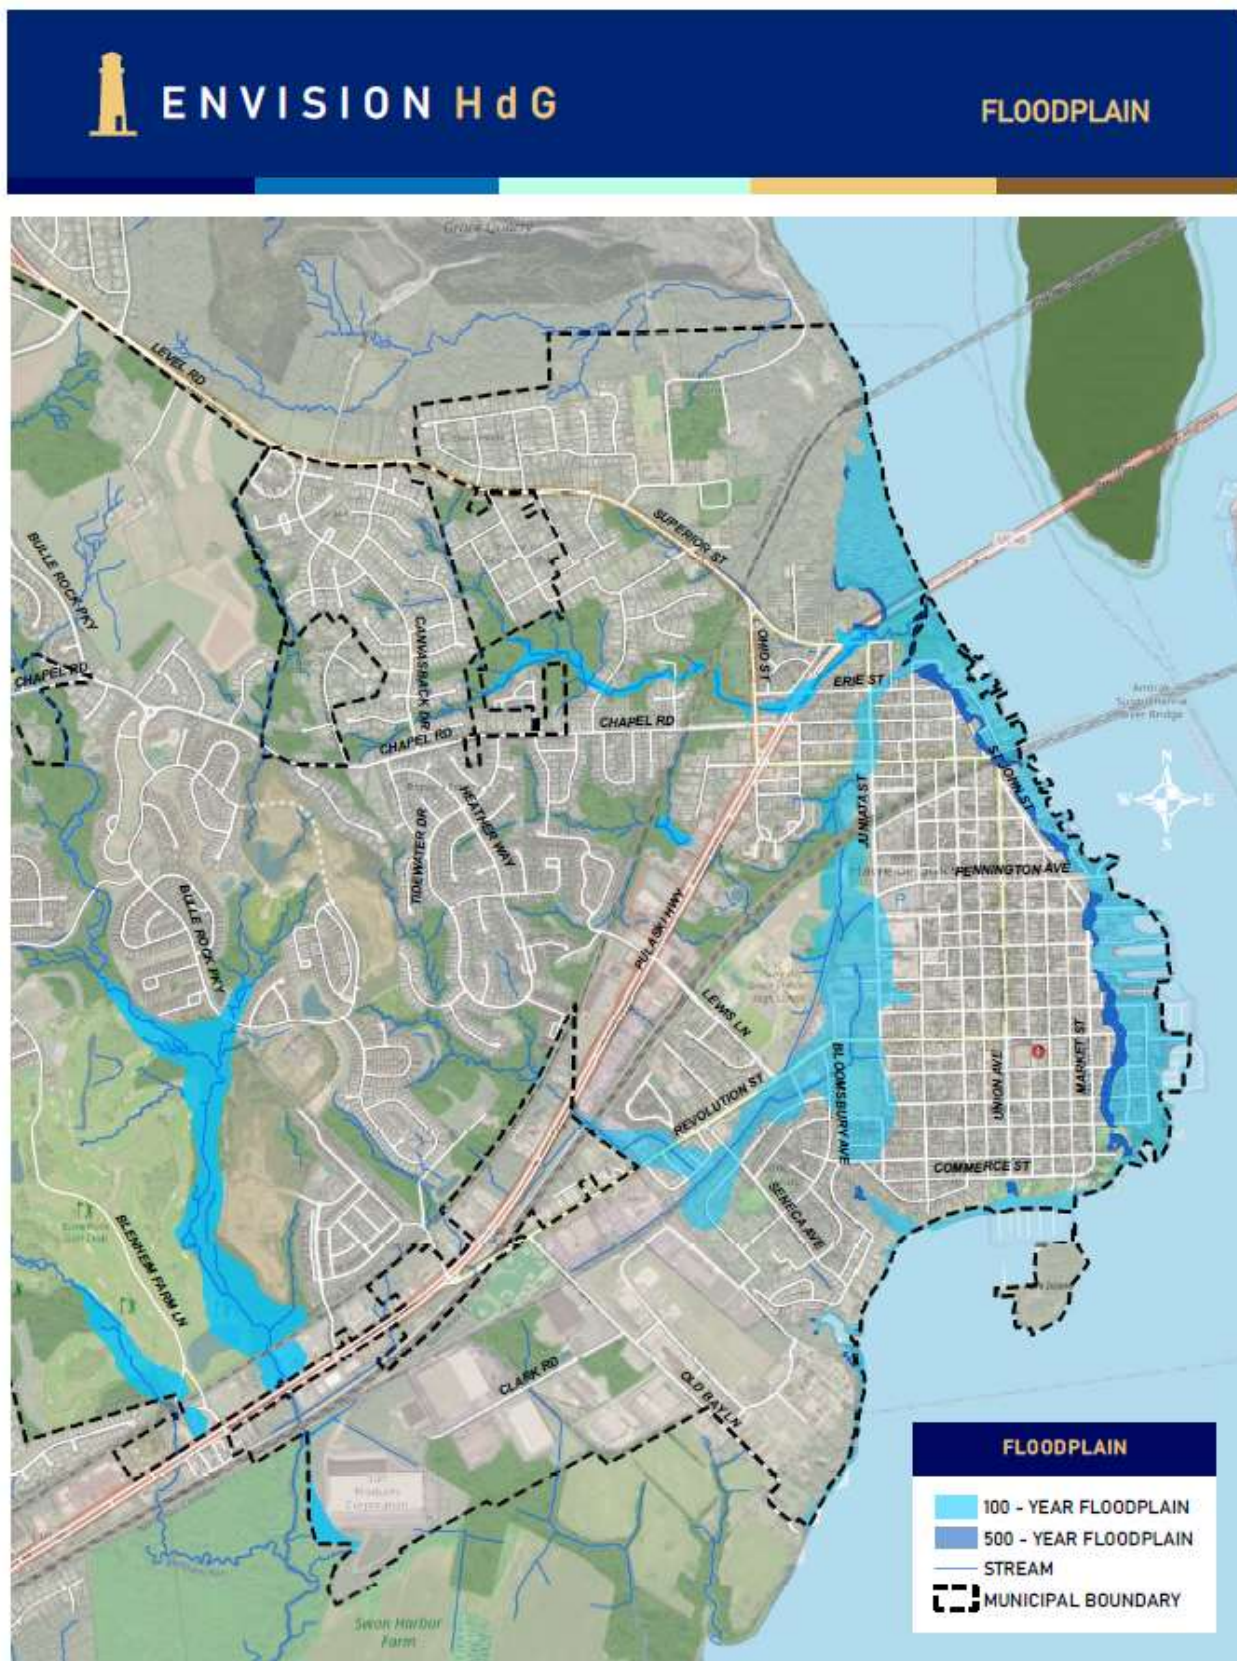 ENVISION HdG
FLOODPLAIN
LEVEL RD
SUPERIOR ST
BULLE ROCK PKY
CHAPEL RD
CANVASBACK DR
OHIO ST
ERIE ST
CHAPEL RD
CHAPEL RD
ST JOHN ST
JUNIATA ST
HEATHER WAY
TIDEWATER DR
PENNINGTON AVE
BULLE ROCK PKY
PULASKI HWY
LEWIS LN
REVOLUTION ST
BLOOMSBURY AVE
UNION AVE
MARKET ST
COMMERCE ST
SENECA AVE
BLENHEIM FARM LN
CLARK RD
OLD BAY LN
Swan Harbor
Farm
N
W E
S
FLOODPLAIN
100 - YEAR FLOODPLAIN
500 - YEAR FLOODPLAIN
STREAM
MUNICIPAL BOUNDARY